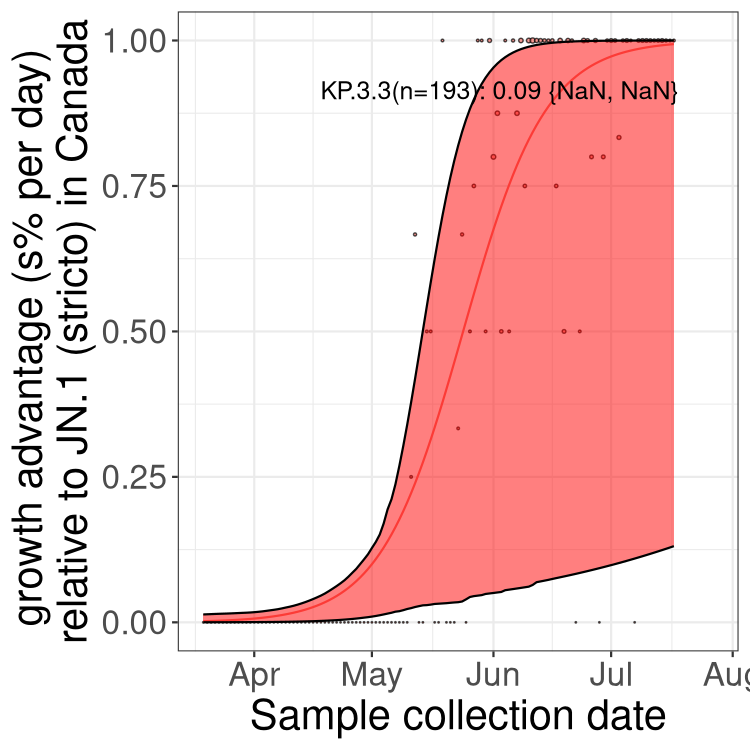 growth advantage (s% per day)
relative to JN.1 (stricto) in Canada
1.00
0.75
0.50
0.25
0.00
KP.3.3(n=193): 0.09 {NaN, NaN}
Apr May Jun Jul Aug
Sample collection date